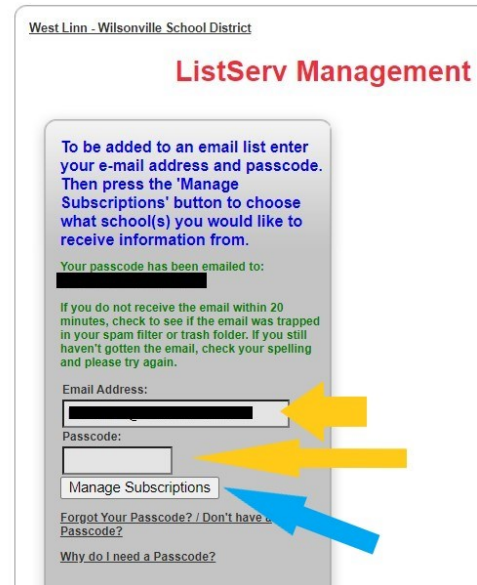 West Linn - Wilsonville School District
ListServ Management
To be added to an email list enter
your e-mail address and passcode.
Then press the 'Manage
Subscriptions' button to choose
what school(s) you would like to
receive information from.
Your passcode has been emailed to:
If you do not receive the email within 20
minutes, check to see if the email was trapped
in your spam filter or trash folder. If you still
haven't gotten the email, check your spelling
and please try again.
Email Address:
Passcode:
Manage Subscriptions
Forgot Your Passcode? / Don't have a
Passcode?
Why do I need a Passcode?